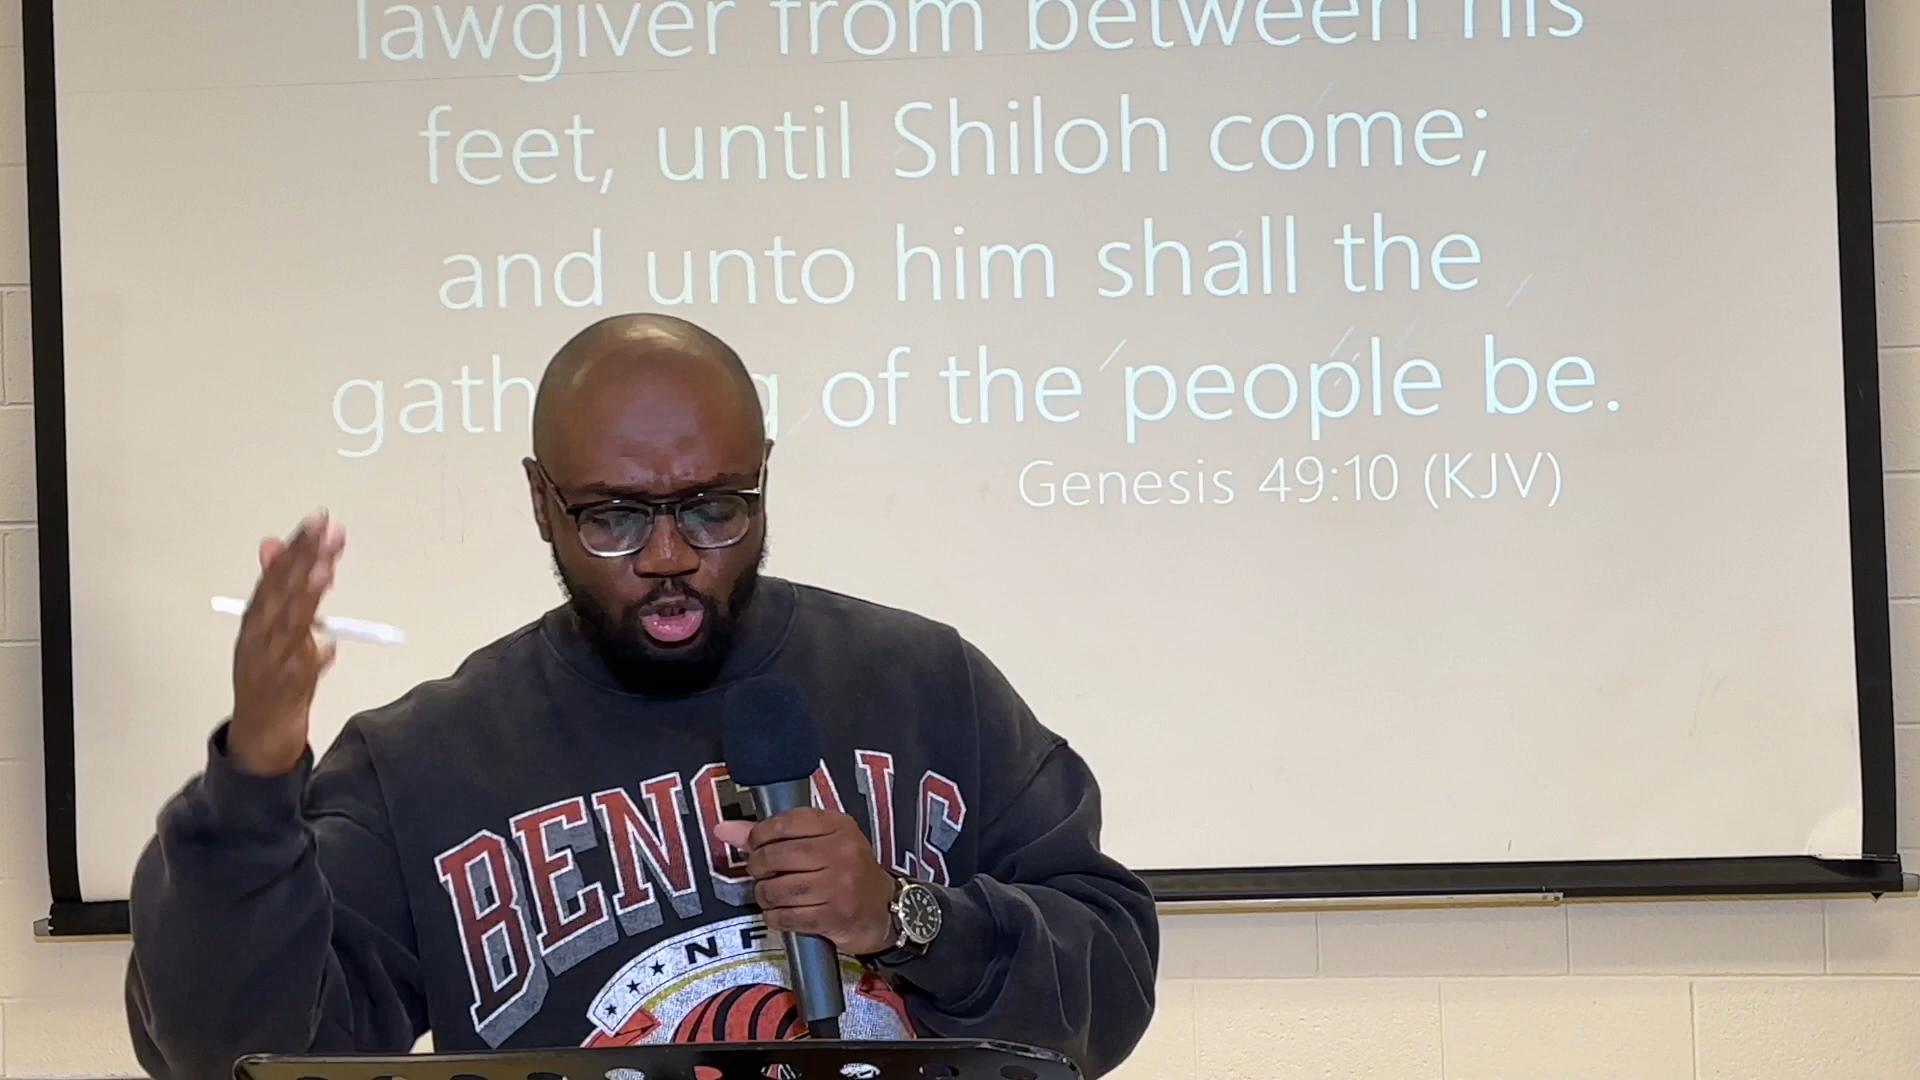 lawgiver from between his
feet, until Shiloh come;
and unto him shall the
of the people be.
Genesis 49:10 (KJV)
BENGALS